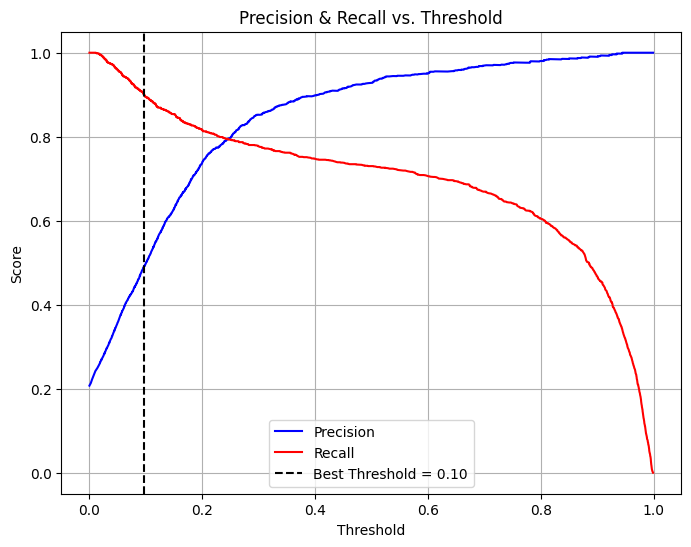 Precision & Recall vs. Threshold
Score
1.0
0.8
0.6
0.4
0.2
0.0
Precision
Recall
Best Threshold = 0.10
0.0 0.2 0.4 0.6 0.8 1.0
Threshold